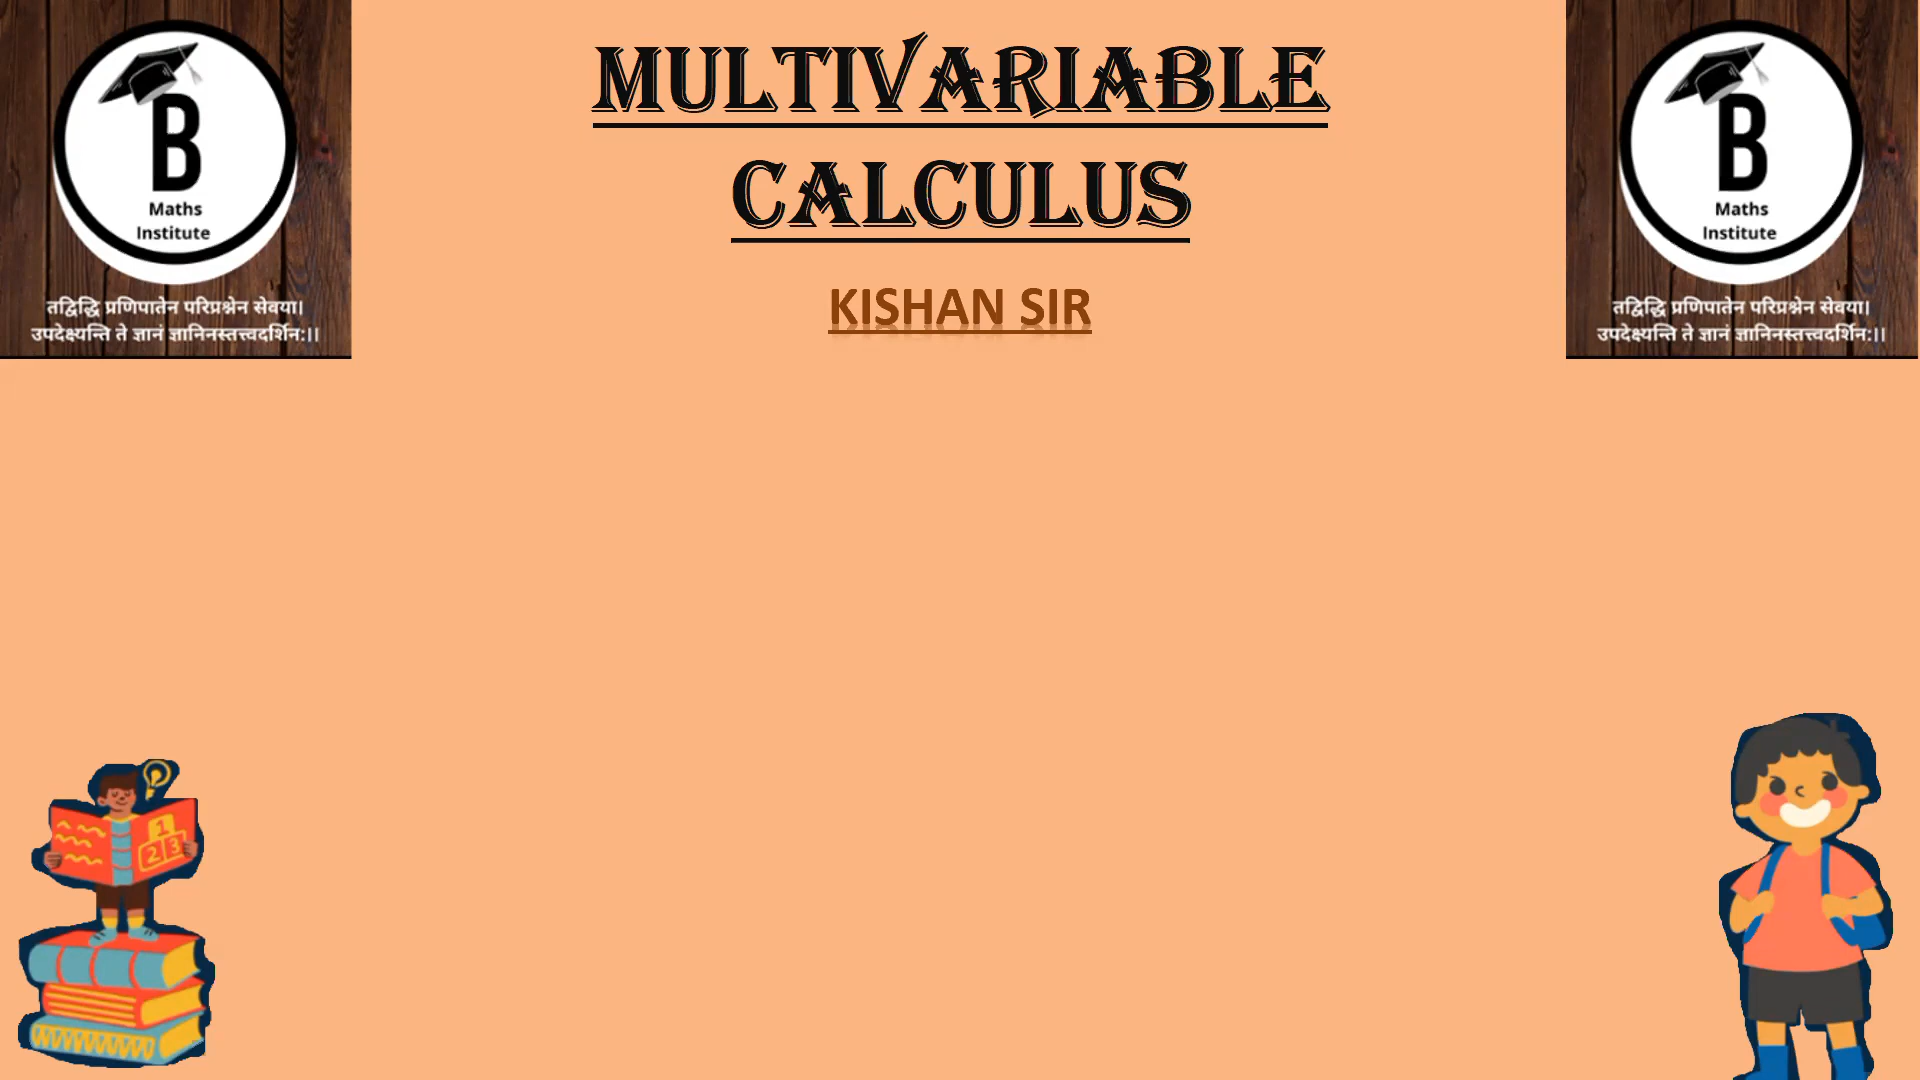 MULTIVARIABLE
CALCULUS
KISHAN SIR
B
Maths
Institute
तद्विद्धि प्रणिपातेन परिप्रश्नेन सेवया।
उपदेक्ष्यन्ति ते ज्ञानं ज्ञानिनस्तत्त्वदर्शिन:।।
B
Maths
Institute
तद्विद्धि प्रणिपातेन परिप्रश्नेन सेवया।
उपदेक्ष्यन्ति ते ज्ञानं ज्ञानिनस्तत्त्वदर्शिन:।।
1
2 3